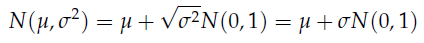 N(μ, σ²) = μ + √σ² N(0, 1) = μ + σN(0, 1)